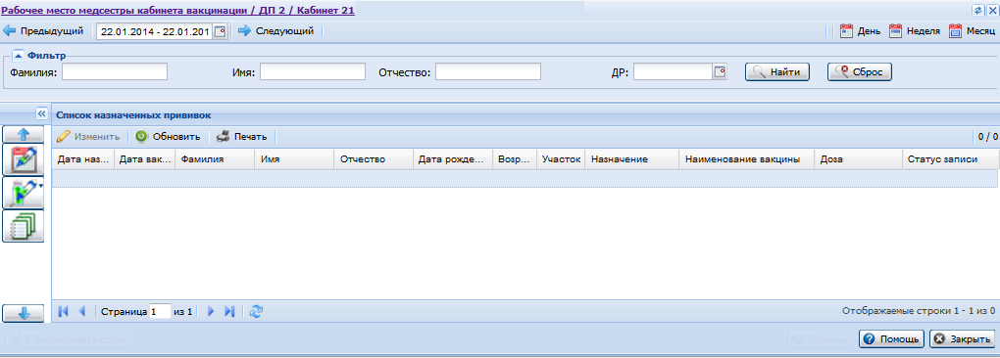 Рабочее место медсестры кабинета вакцинации / ДП 2 / Кабинет 21
Предыдущий 22.01.2014 - 22.01.201 Следующий День Неделя Месяц
Фильтр
Фамилия: Имя: Отчество: ДР: Найти Сброс
Список назначенных прививок
Изменить Обновить Печать 0 / 0
Дата наз... Дата вак... Фамилия Имя Отчество Дата рожде... Возр... Участок Назначение Наименование вакцины Доза Статус записи
Страница 1 из 1 Отображаемые строки 1 - 1 из 0
Помощь Закрыть